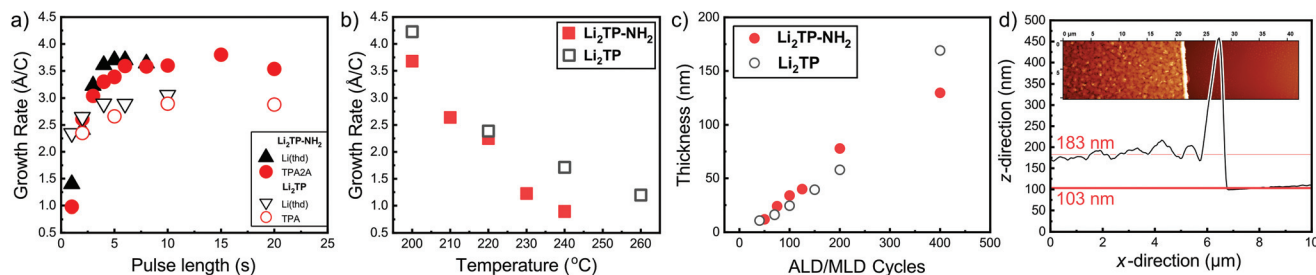 a)
Growth Rate (Å/C)
4.5
4.0
3.5
3.0
2.5
2.0
1.5
1.0
0.5
0 5 10 15 20 25
Pulse length (s)
Li₂TP-NH₂
Li(thd)
TPA2A
Li₂TP
Li(thd)
TPA
b)
Growth Rate (Å/C)
4.5
4.0
3.5
3.0
2.5
2.0
1.5
1.0
0.5
200 210 220 230 240 250 260
Temperature (°C)
Li₂TP-NH₂
Li₂TP
c)
Thickness (nm)
175
150
125
100
75
50
25
0
0 100 200 300 400 500
ALD/MLD Cycles
Li₂TP-NH₂
Li₂TP
d)
z-direction (nm)
500
450
400
350
300
250
200
150
100
50
0
0 2 4 6 8 10
x-direction (µm)
0 µm 5 10 15 20 25 30 40
183 nm
103 nm